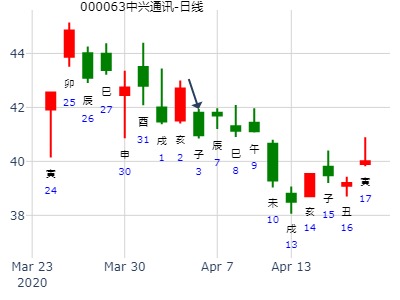 000063中兴通讯-日线
44
42
40
38
寅
24
卯
25
辰
26
巳
27
申
30
酉
31
戌
1
亥
2
子
3
辰
7
巳
8
午
9
未
10
戌
13
亥
14
子
15
丑
16
寅
17
Mar 23
2020
Mar 30
Apr 7
Apr 13